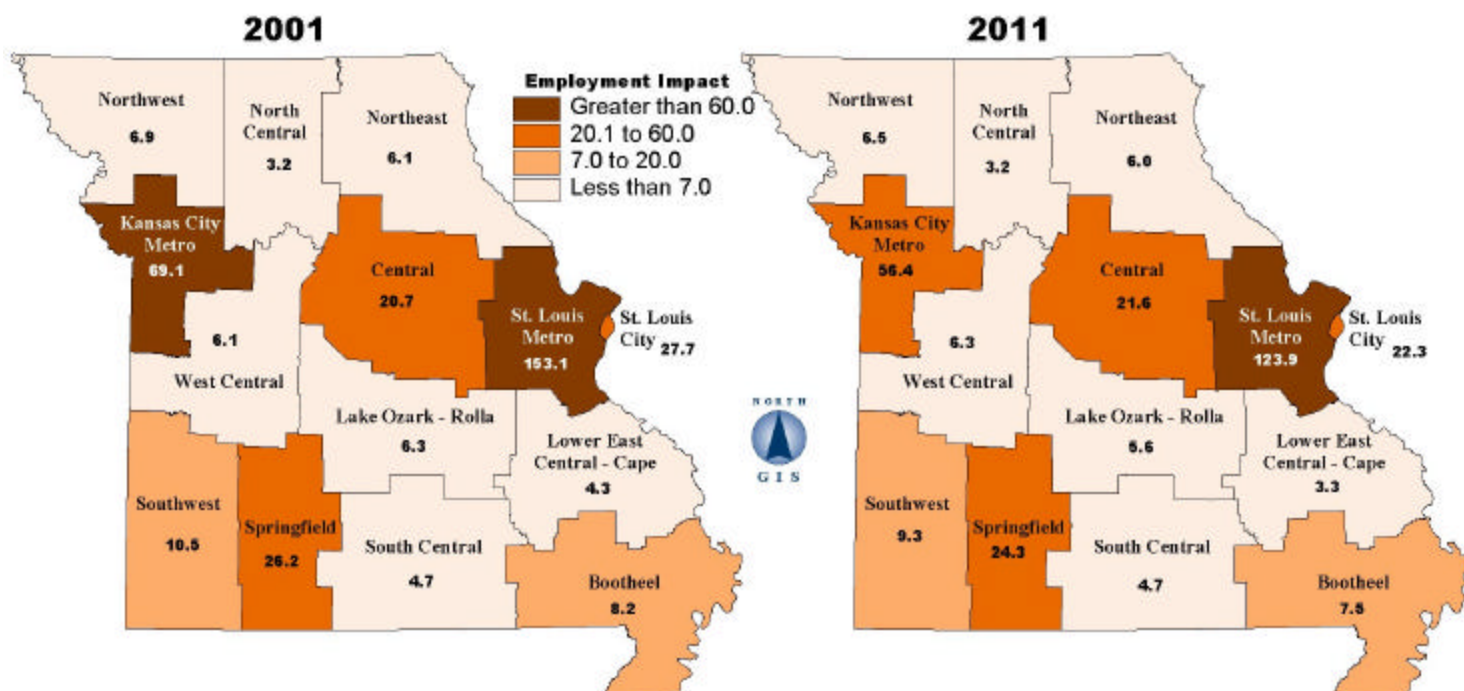 2001
Northwest
6.9
North
Central
3.2
Northeast
6.1
Kansas City
Metro
69.1
Central
20.7
St. Louis
Metro
153.1
St. Louis
City 27.7
6.1
West Central
Lake Ozark - Rolla
6.3
Lower East
Central - Cape
4.3
Southwest
10.5
Springfield
26.2
South Central
4.7
Bootheel
8.2
Employment Impact
Greater than 60.0
20.1 to 60.0
7.0 to 20.0
Less than 7.0
NORTH
GIS
2011
Northwest
6.5
North
Central
3.2
Northeast
6.0
Kansas City
Metro
56.4
Central
21.6
St. Louis
Metro
123.9
St. Louis
City 22.3
6.3
West Central
Lake Ozark - Rolla
5.6
Lower East
Central - Cape
3.3
Southwest
9.3
Springfield
24.3
South Central
4.7
Bootheel
7.5